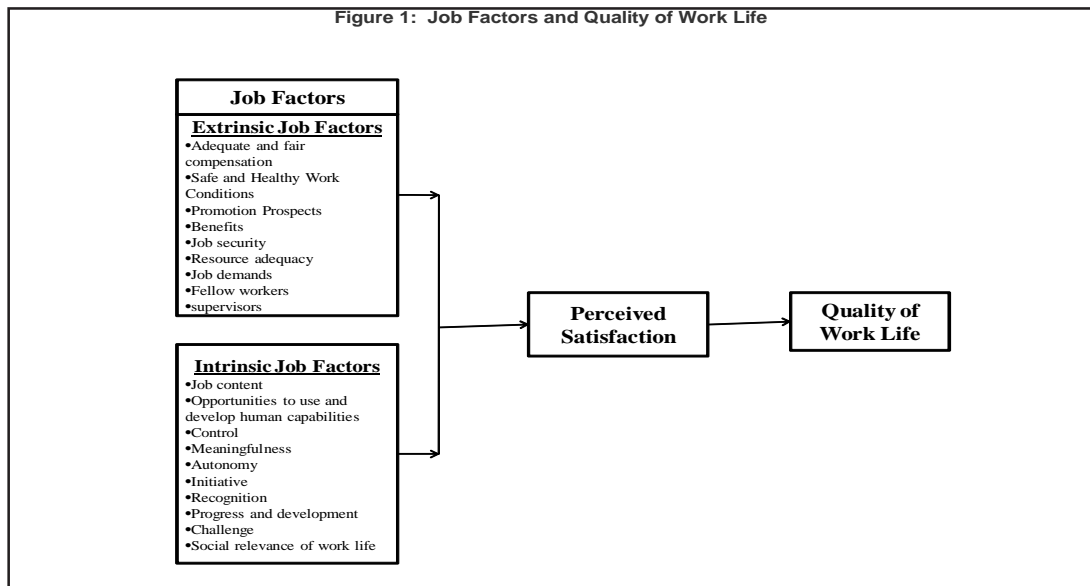 Figure 1:  Job Factors and Quality of Work Life
Job Factors
Extrinsic Job Factors
•Adequate and fair
compensation
•Safe and Healthy Work
Conditions
•Promotion Prospects
•Benefits
•Job security
•Resource adequacy
•Job demands
•Fellow workers
•supervisors
Intrinsic Job Factors
•Job content
•Opportunities to use and
develop human capabilities
•Control
•Meaningfulness
•Autonomy
•Initiative
•Recognition
•Progress and development
•Challenge
•Social relevance of work life
Perceived
Satisfaction
Quality of
Work Life